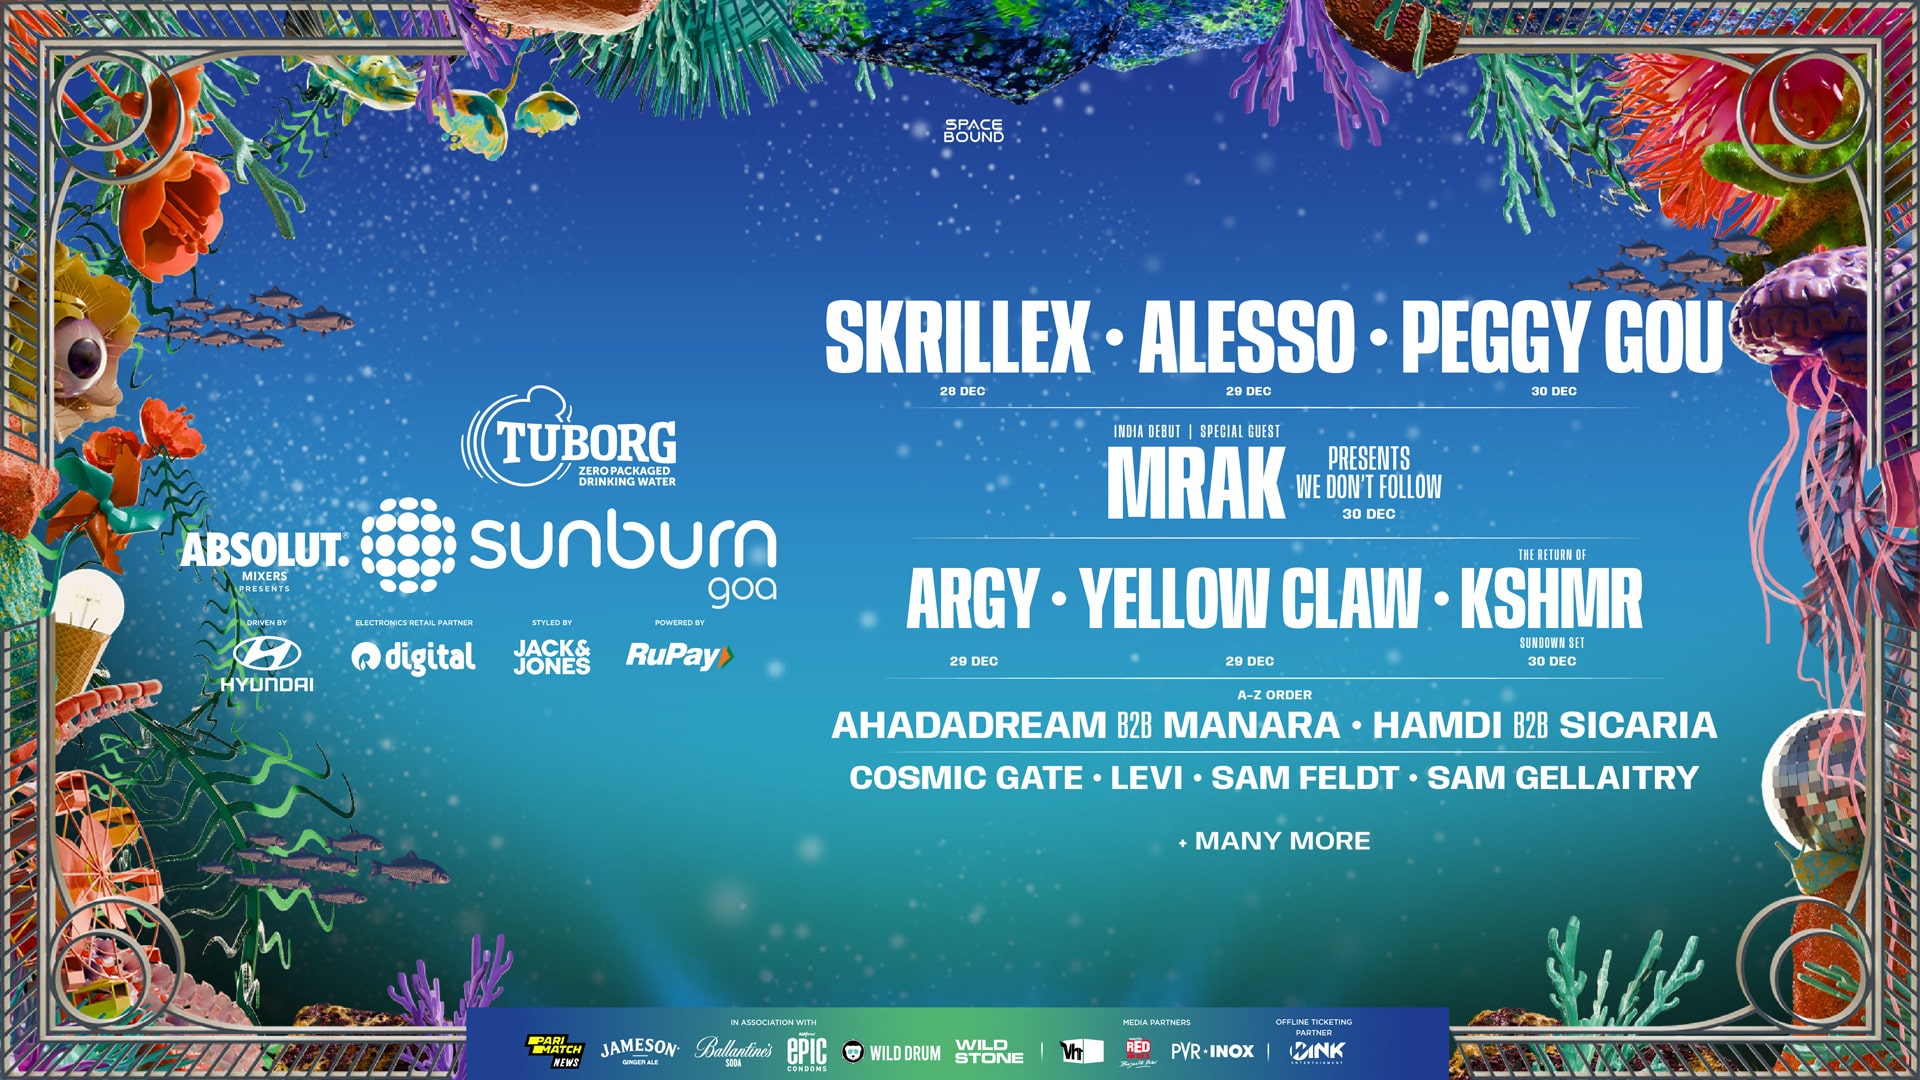 SPACE
BOUND
TUBORG
ZERO PACKAGED
DRINKING WATER
ABSOLUT.®
MIXERS
PRESENTS
sunburn
goa
DRIVEN BY
HYUNDAI
ELECTRONICS RETAIL PARTNER
digital
STYLED BY
JACK&
JONES
POWERED BY
RuPay
SKRILLEX • ALESSO • PEGGY GOU
28 DEC 29 DEC 30 DEC
INDIA DEBUT | SPECIAL GUEST
MRAK
PRESENTS
WE DON'T FOLLOW
30 DEC
THE RETURN OF
ARGY • YELLOW CLAW • KSHMR
SUNDOWN SET
29 DEC 29 DEC 30 DEC
A-Z ORDER
AHADADREAM B2B MANARA • HAMDI B2B SICARIA
COSMIC GATE • LEVI • SAM FELDT • SAM GELLAITRY
+ MANY MORE
IN ASSOCIATION WITH
PARI
MATCH
NEWS
JAMESON
GINGER ALE
Ballantine's
SODA
EPIC
CONDOMS
WILD DRUM
WILD
STONE
MEDIA PARTNERS
VH1
RED
PVR INOX
OFFLINE TICKETING
PARTNER
DINK
ENTERTAINMENT